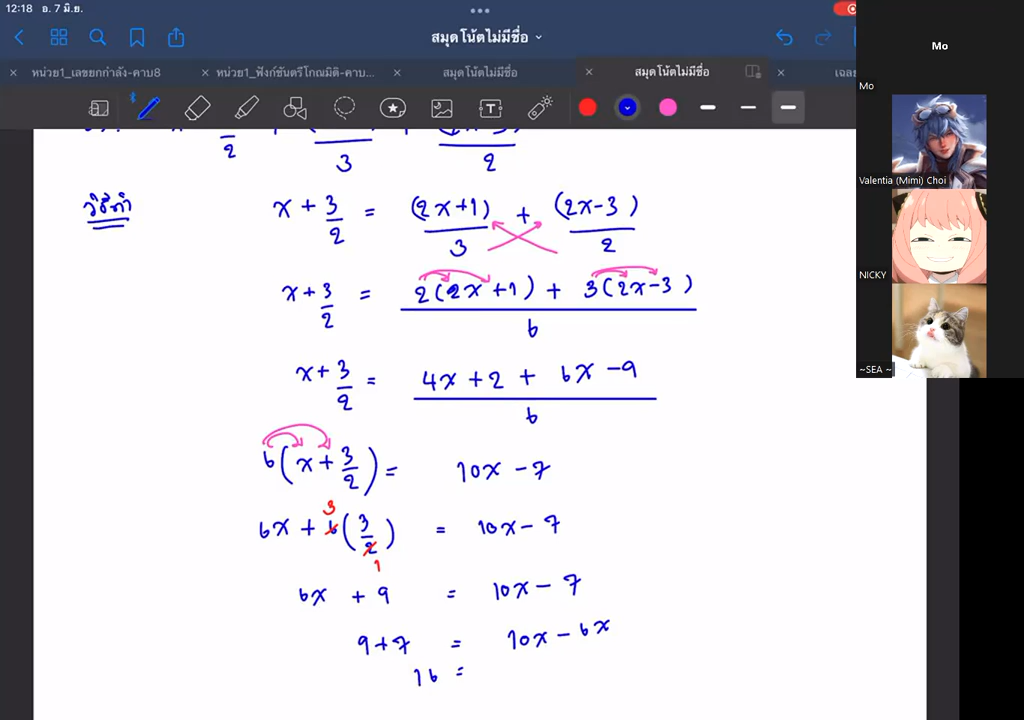 12:18 อ. 7 มิ.ย.
สมุดโน้ตไม่มีชื่อ
หน่วย1_เลขยกกำลัง-คาบ8
หน่วย1_ฟังก์ชันตรีโกณมิติ-คาบ...
สมุดโน้ตไม่มีชื่อ
สมุดโน้ตไม่มีชื่อ
เฉลย
Mo
Mo
Valentia (Mimi) Choi
NICKY
~SEA ~
2 3 2
วิธีทำ x + 3/2 = (2x+1)/3 + (2x-3)/2
x + 3/2 = 2(2x+1) + 3(2x-3) / 6
x + 3/2 = 4x + 2 + 6x - 9 / 6
6(x + 3/2) = 10x - 7
3
6x + 6(3/2) = 10x - 7
1
6x + 9 = 10x - 7
9 + 7 = 10x - 6x
16 =